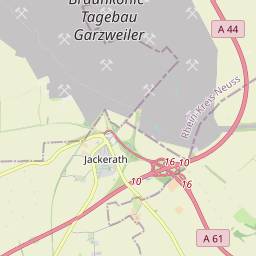 Braunkohle-
Tagebau
Garzweiler
A 44
Rhein-Kreis Neuss
Jackerath
16
10
10
16
A 61